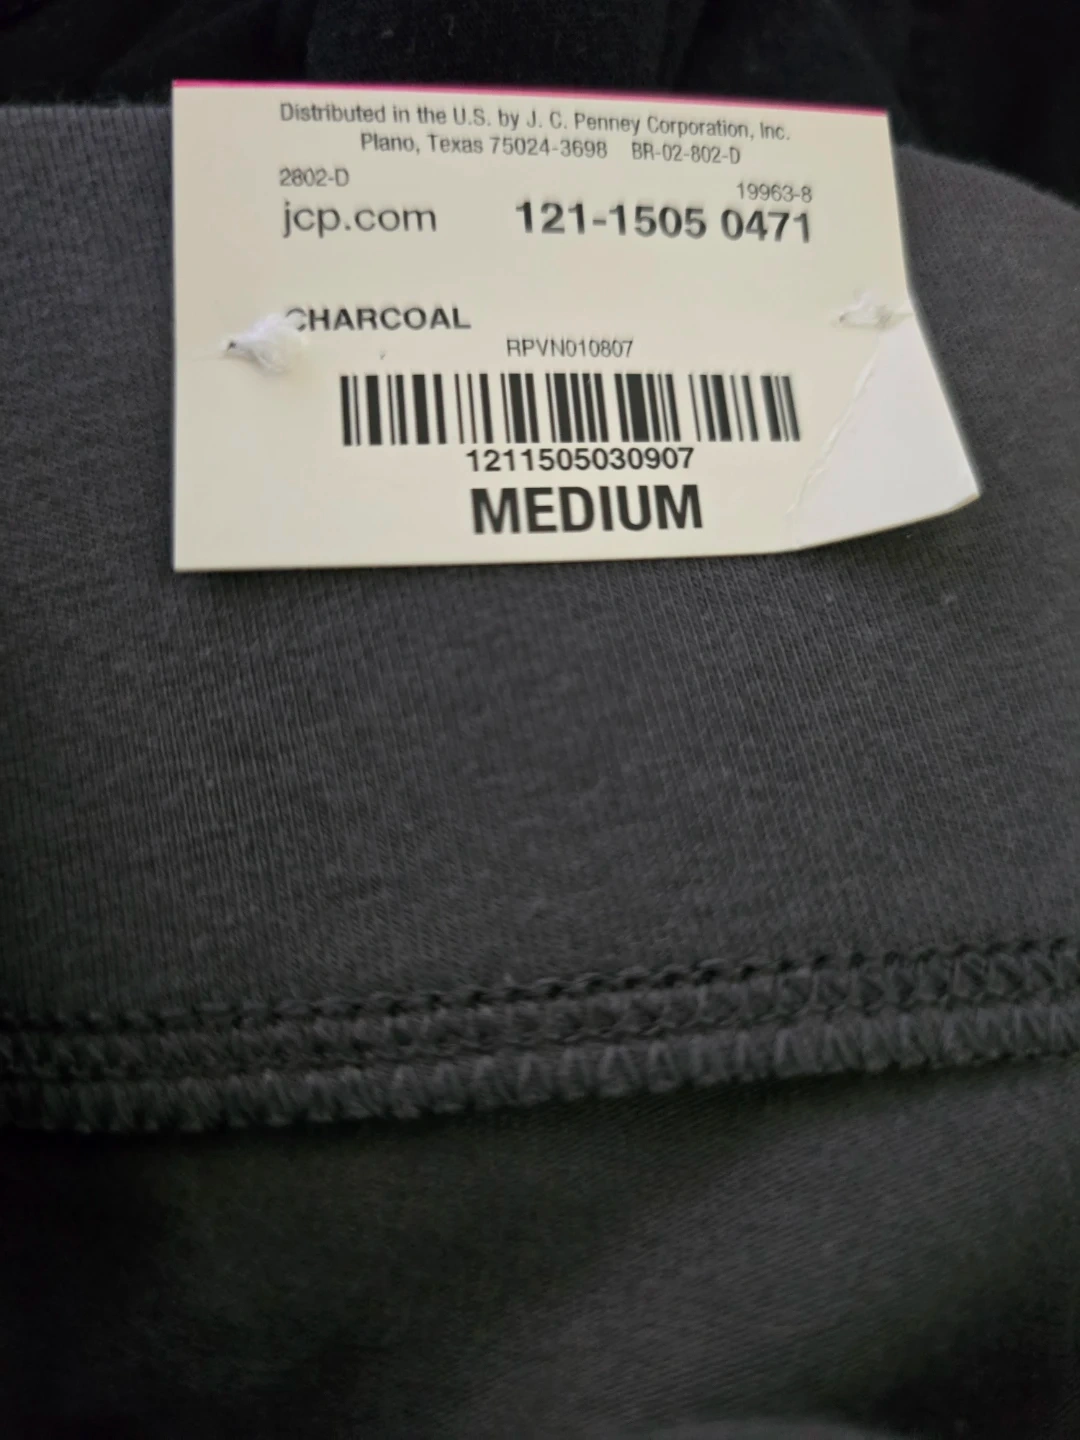 Distributed in the U.S. by J. C. Penney Corporation, Inc.
Plano, Texas 75024-3698 BR-02-802-D
2802-D
19963-8
jcp.com 121-1505 0471
CHARCOAL
RPVN010807
1211505030907
MEDIUM